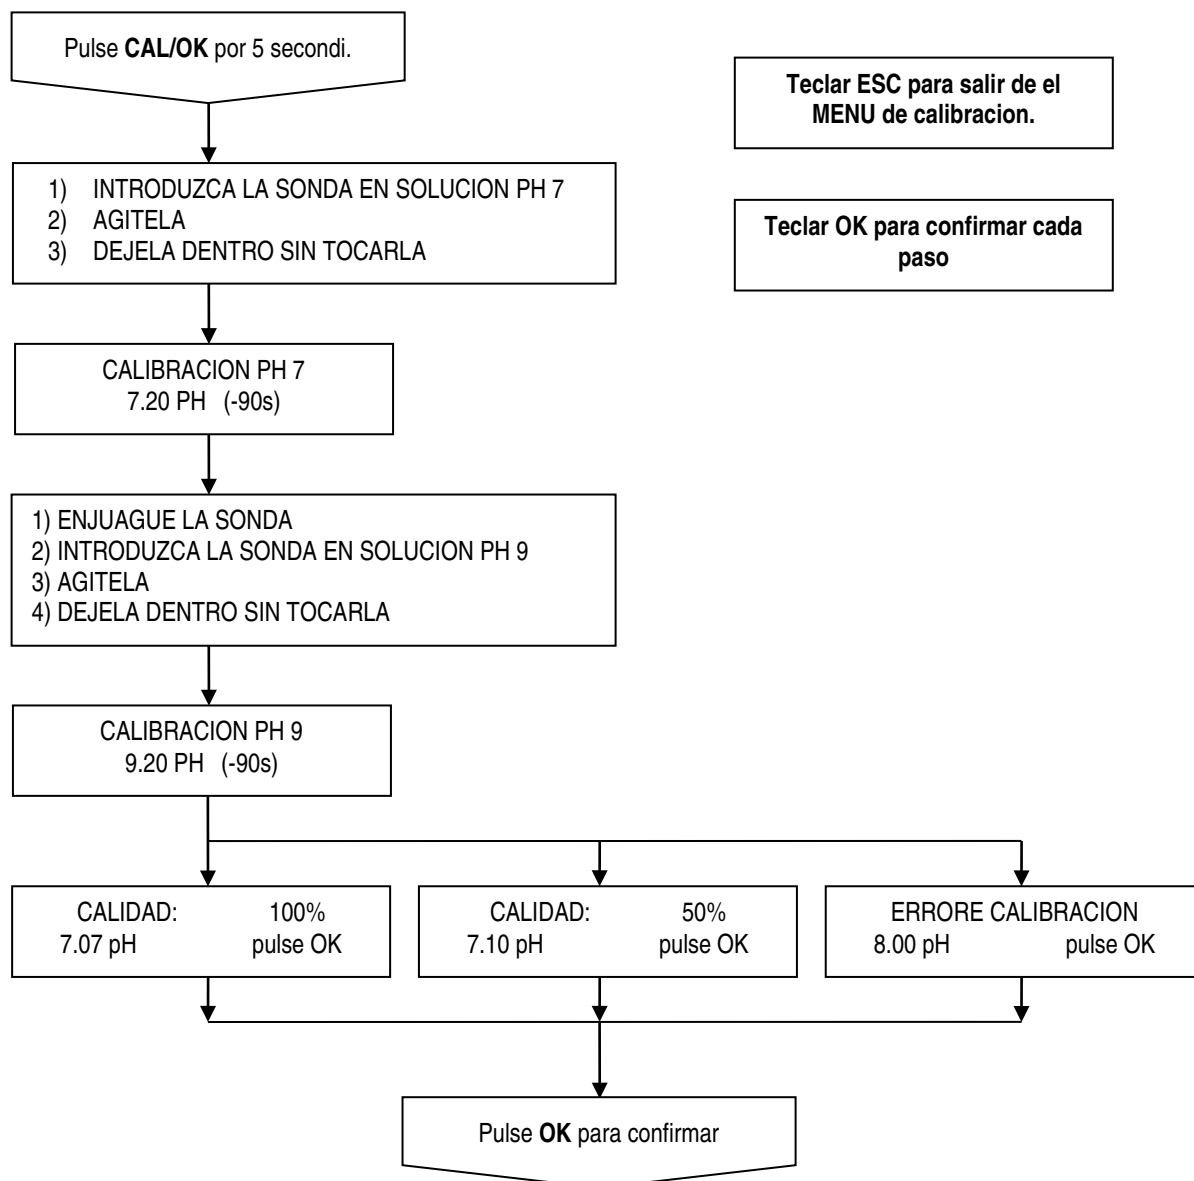 Pulse CAL/OK por 5 secondi.
Teclar ESC para salir de el
MENU de calibracion.
1) INTRODUZCA LA SONDA EN SOLUCION PH 7
2) AGITELA
3) DEJELA DENTRO SIN TOCARLA
Teclar OK para confirmar cada
paso
CALIBRACION PH 7
7.20 PH (-90s)
1) ENJUAGUE LA SONDA
2) INTRODUZCA LA SONDA EN SOLUCION PH 9
3) AGITELA
4) DEJELA DENTRO SIN TOCARLA
CALIBRACION PH 9
9.20 PH (-90s)
CALIDAD: 100%
7.07 pH pulse OK
CALIDAD: 50%
7.10 pH pulse OK
ERRORE CALIBRACION
8.00 pH pulse OK
Pulse OK para confirmar